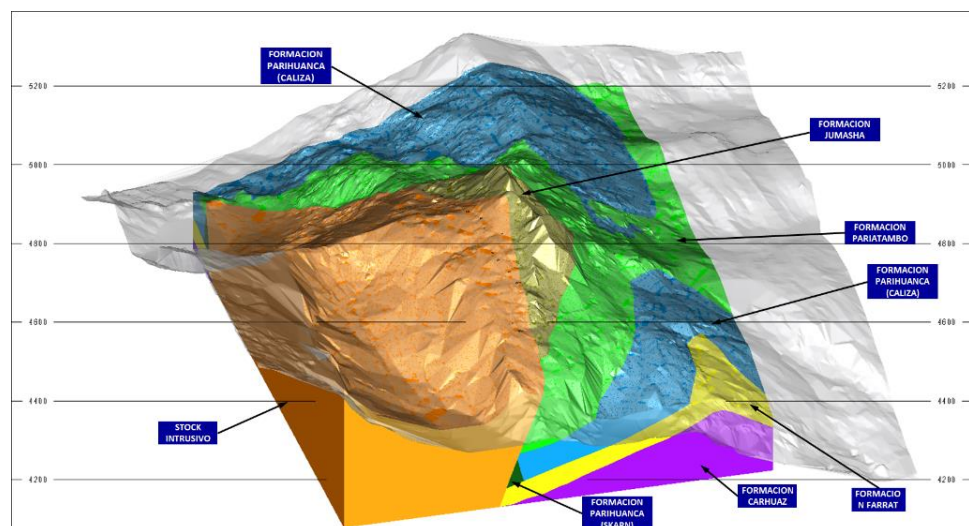 FORMACION
PARIHUANCA
(CALIZA)
5200
5200
FORMACION
JUMASHA
5000
5000
FORMACION
PARIATAMBO
4800
4800
FORMACION
PARIHUANCA
(CALIZA)
4600
4600
4400
4400
STOCK
INTRUSIVO
4200
4200
FORMACION
PARIHUANCA
(SKARN)
FORMACION
CARHUAZ
FORMACIO
N FARRAT